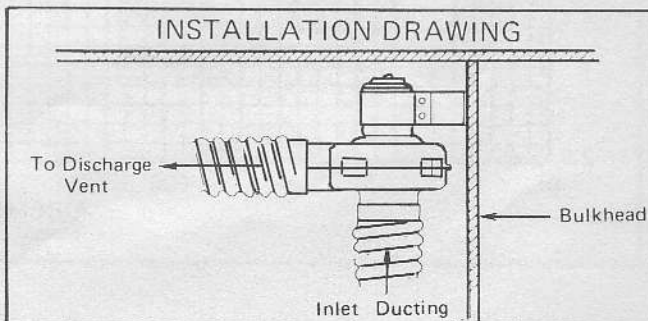 INSTALLATION DRAWING
To Discharge
Vent
Bulkhead
Inlet Ducting